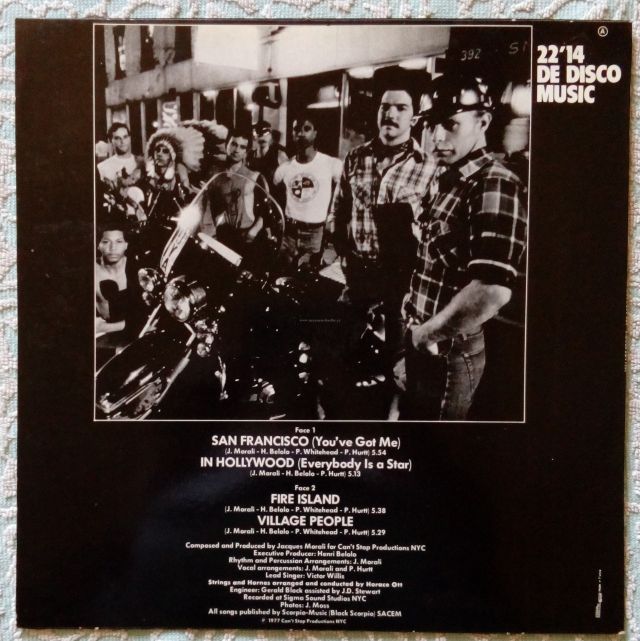 A
22'14
DE DISCO
MUSIC
392
Face 1
SAN FRANCISCO (You've Got Me)
(J. Morali - H. Belolo - P. Whitehead - P. Hurtt) 5.54
IN HOLLYWOOD (Everybody Is a Star)
(J. Morali - H. Belolo - P. Hurtt) 5.13
Face 2
FIRE ISLAND
(J. Morali - H. Belolo - P. Whitehead - P. Hurtt) 5.38
VILLAGE PEOPLE
(J. Morali - H. Belolo - P. Whitehead - P. Hurtt) 5.29
Composed and Produced by Jacques Morali for Can't Stop Productions NYC
Executive Producer: Henri Belolo
Rhythm and Percussion Arrangements: J. Morali
Vocal arrangements: J. Morali and P. Hurtt
Lead Singer: Victor Willis
Strings and Hornes arranged and conducted by Horace Ott
Engineer: Gerald Block assisted by J.D. Stewart
Recorded at Sigma Sound Studios NYC
Photos: J. Moss
All songs published by Scorpio-Music (Black Scorpio) SACEM
℗ 1977 Can't Stop Productions NYC